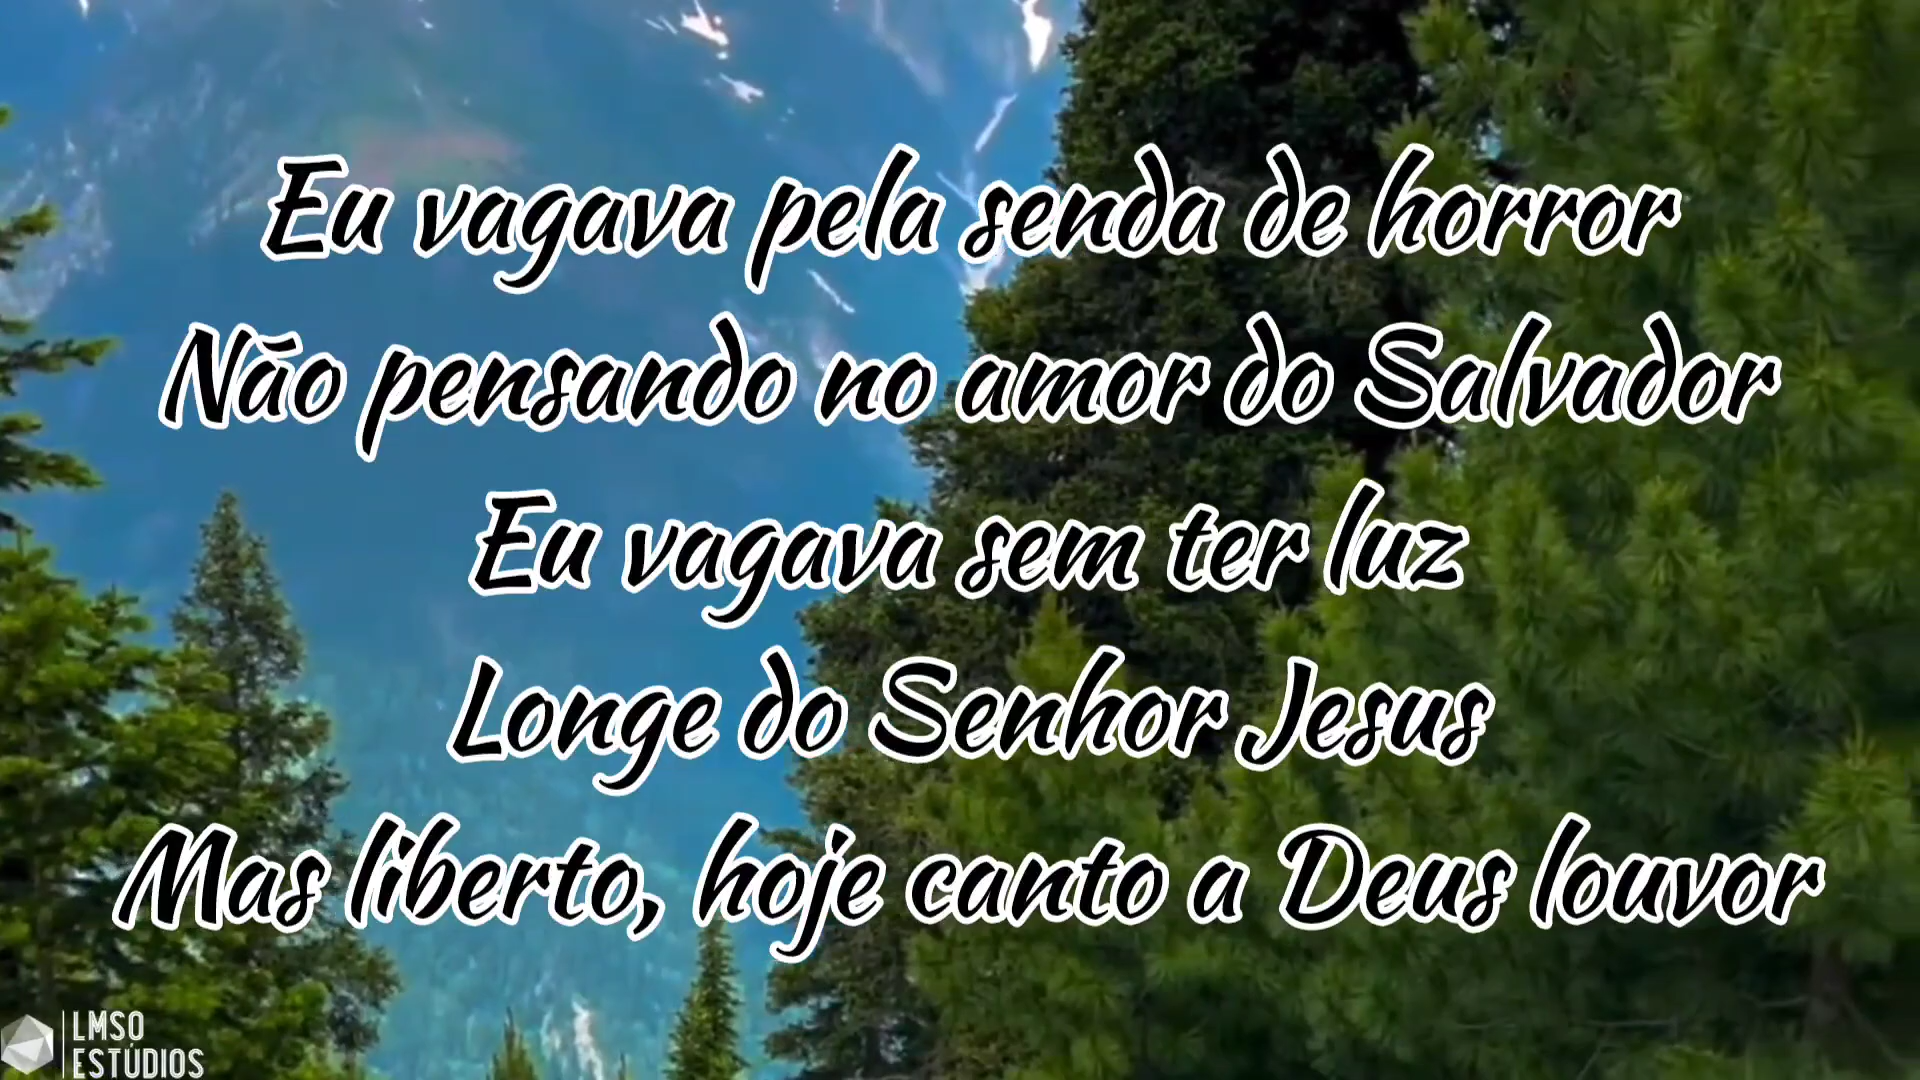 Eu vagava pela senda de horror
Não pensando no amor do Salvador
Eu vagava sem ter luz
Longe do Senhor Jesus
Mas liberto, hoje canto a Deus louvor
LMSO
ESTÚDIOS